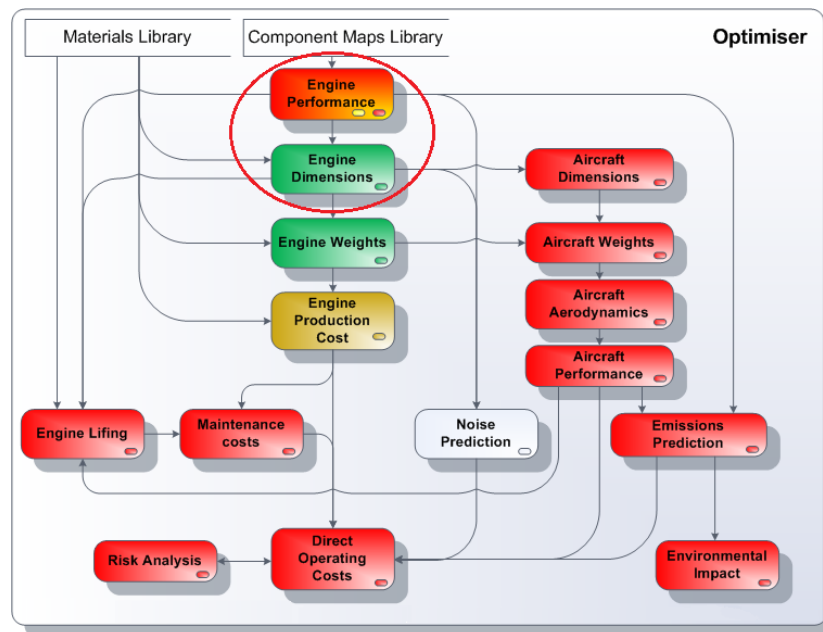 Materials Library
Component Maps Library
Optimiser
Engine
Performance
Engine
Dimensions
Aircraft
Dimensions
Engine Weights
Aircraft Weights
Engine
Production
Cost
Aircraft
Aerodynamics
Aircraft
Performance
Engine Lifing
Maintenance
costs
Noise
Prediction
Emissions
Prediction
Risk Analysis
Direct
Operating
Costs
Environmental
Impact